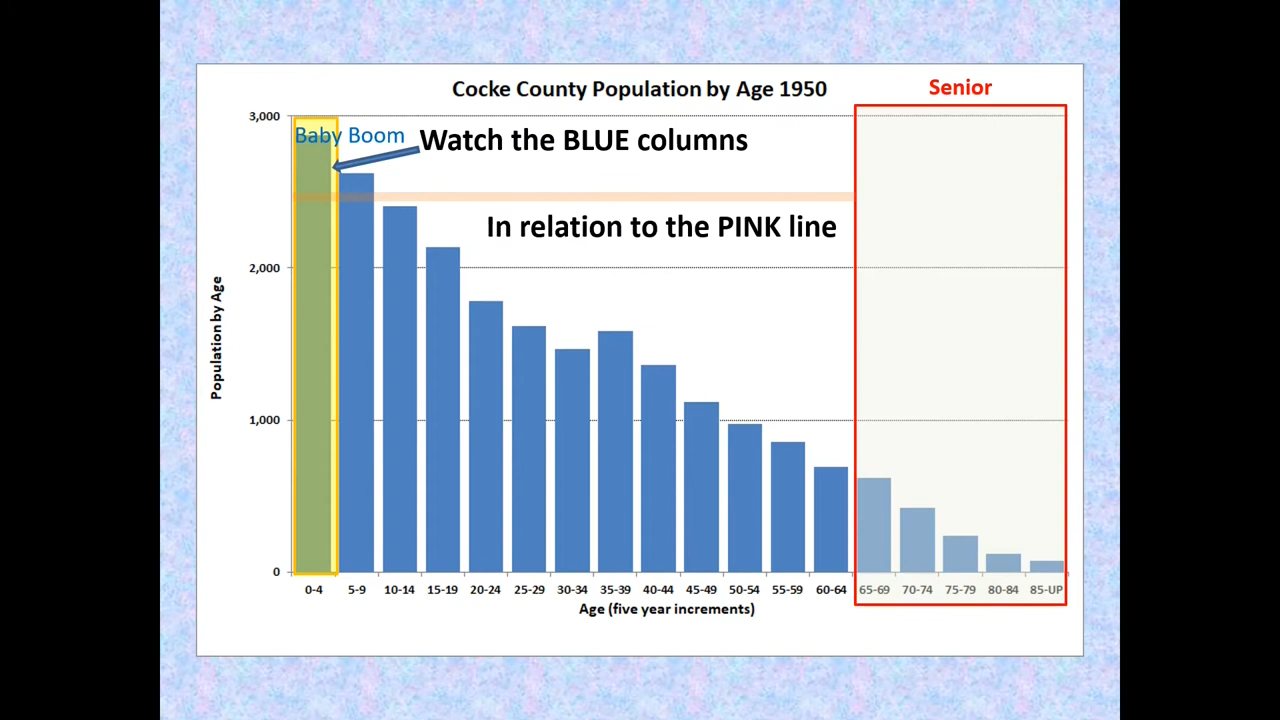 Cocke County Population by Age 1950
Senior
3,000
Baby Boom
Watch the BLUE columns
In relation to the PINK line
2,000
1,000
0
Population by Age
0-4 5-9 10-14 15-19 20-24 25-29 30-34 35-39 40-44 45-49 50-54 55-59 60-64 65-69 70-74 75-79 80-84 85-UP
Age (five year increments)